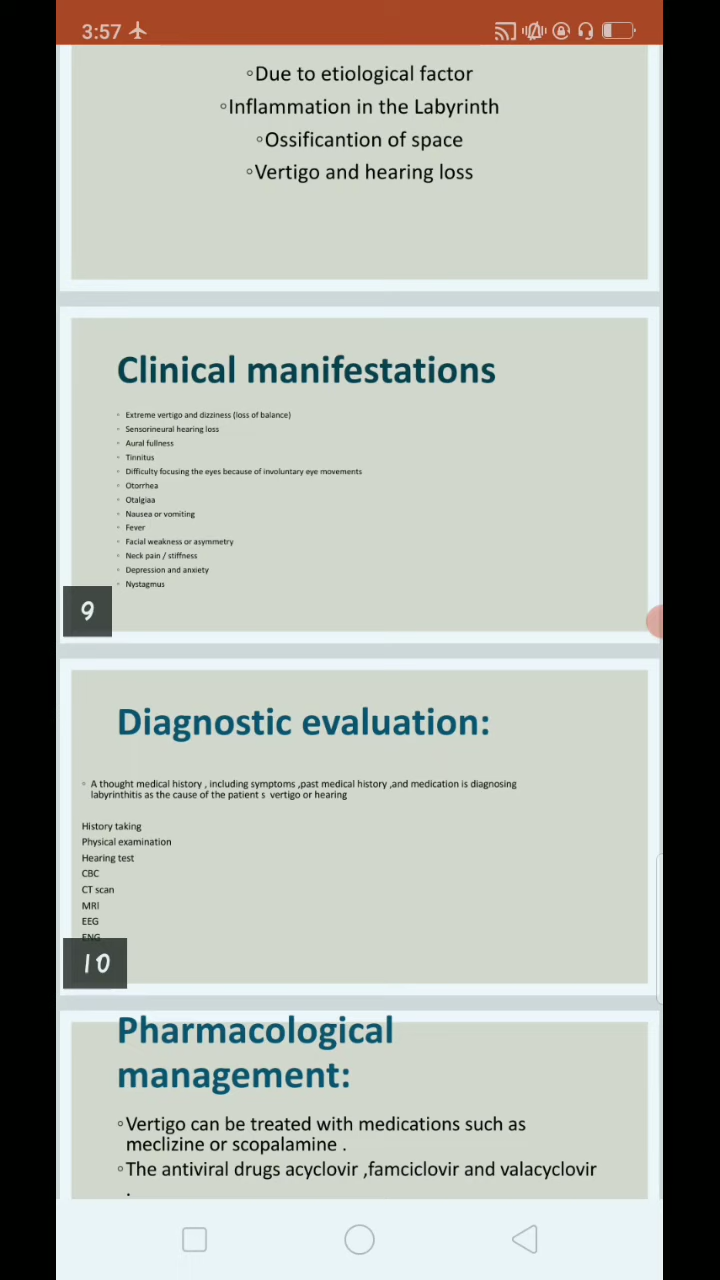 3:57
◦Due to etiological factor
◦Inflammation in the Labyrinth
◦Ossificantion of space
◦Vertigo and hearing loss
Clinical manifestations
◦ Extreme vertigo and dizziness (loss of balance)
◦ Sensorineural hearing loss
◦ Aural fullness
◦ Tinnitus
◦ Difficulty focusing the eyes because of involuntary eye movements
◦ Otorrhea
◦ Otalgiaa
◦ Nausea or vomiting
◦ Fever
◦ Facial weakness or asymmetry
◦ Neck pain / stiffness
◦ Depression and anxiety
◦ Nystagmus
9
Diagnostic evaluation:
◦ A thought medical history , including symptoms ,past medical history ,and medication is diagnosing
labyrinthitis as the cause of the patient s vertigo or hearing
History taking
Physical examination
Hearing test
CBC
CT scan
MRI
EEG
ENG
10
Pharmacological
management:
◦Vertigo can be treated with medications such as
meclizine or scopalamine .
◦The antiviral drugs acyclovir ,famciclovir and valacyclovir
.